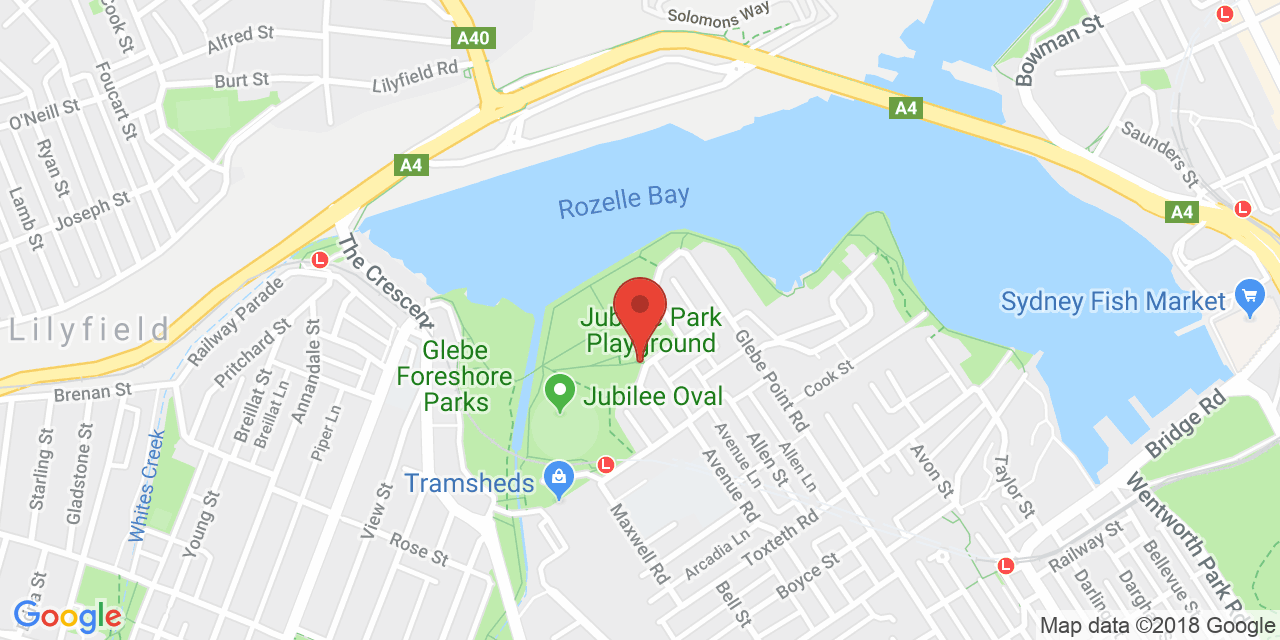 Solomons Way
Cook St
Alfred St
A40
Bowman St
Foucart St
Burt St
Lilyfield Rd
O'Neill St
A4
Saunders St
Ryan St
A4
Lamb St
Joseph St
Rozelle Bay
A4
The Crescent
Railway Parade
Sydney Fish Market
Lilyfield
Pritchard St
Annandale St
Jubilee Park
Playground
Glebe
Foreshore
Parks
Glebe Point Rd
Brenan St
Breillat St
Breillat Ln
Piper Ln
Jubilee Oval
Cook St
Bridge Rd
Starling St
Gladstone St
Whites Creek
Tramsheds
Avenue Ln
Allen St
Allen Ln
Avenue Rd
Avon St
Taylor St
Wentworth Park Rd
Young St
View St
Rose St
Maxwell Rd
Arcadia Ln
Toxteth Rd
Boyce St
Bell St
Railway St
Bellevue S
Dargh
Darlin
Google
Map data ©2018 Google